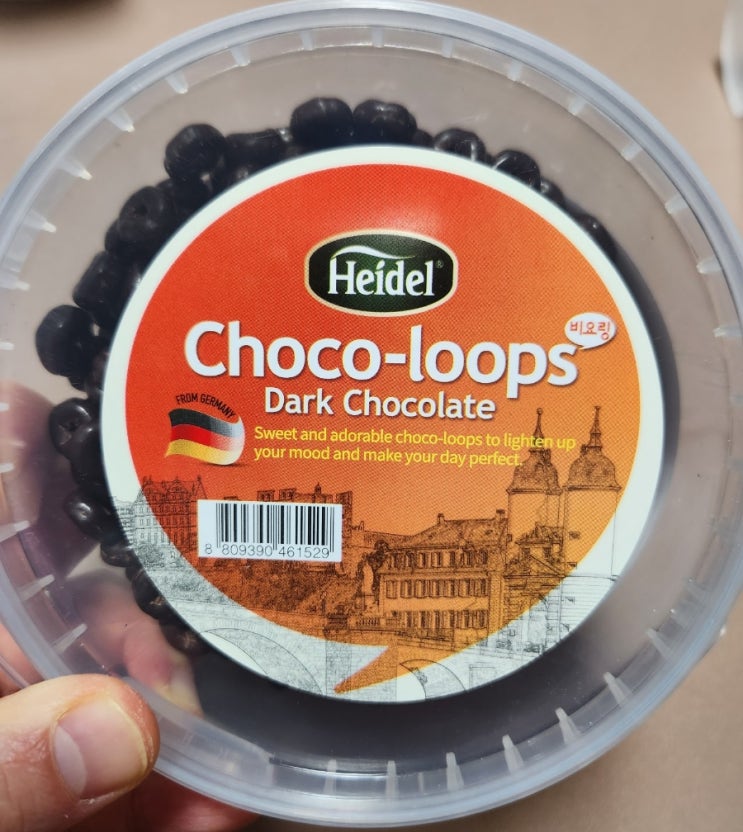 Heidel®
비요링
Choco-loops
Dark Chocolate
FROM GERMANY
Sweet and adorable choco-loops to lighten up
your mood and make your day perfect.
8 809390 461529